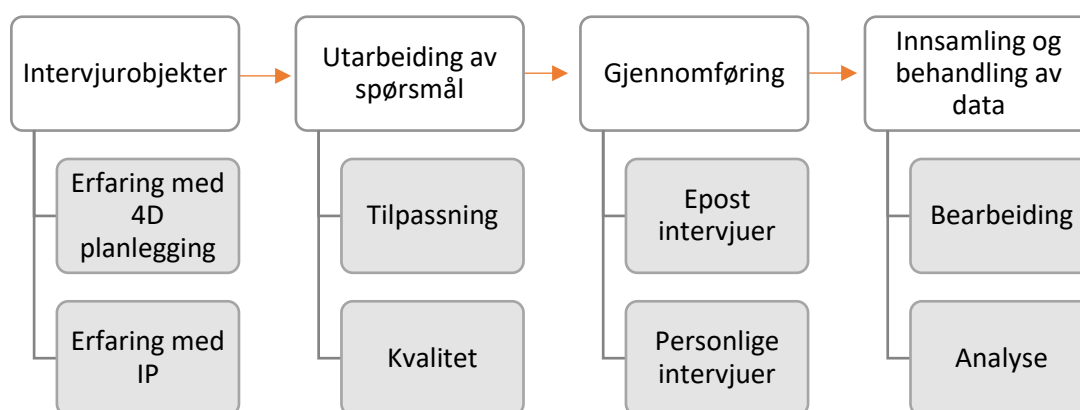 Intervjurobjekter
Utarbeiding av
spørsmål
Gjennomføring
Innsamling og
behandling av
data
Erfaring med
4D
planlegging
Tilpassning
Epost
intervjuer
Bearbeiding
Erfaring med
IP
Kvalitet
Personlige
intervjuer
Analyse